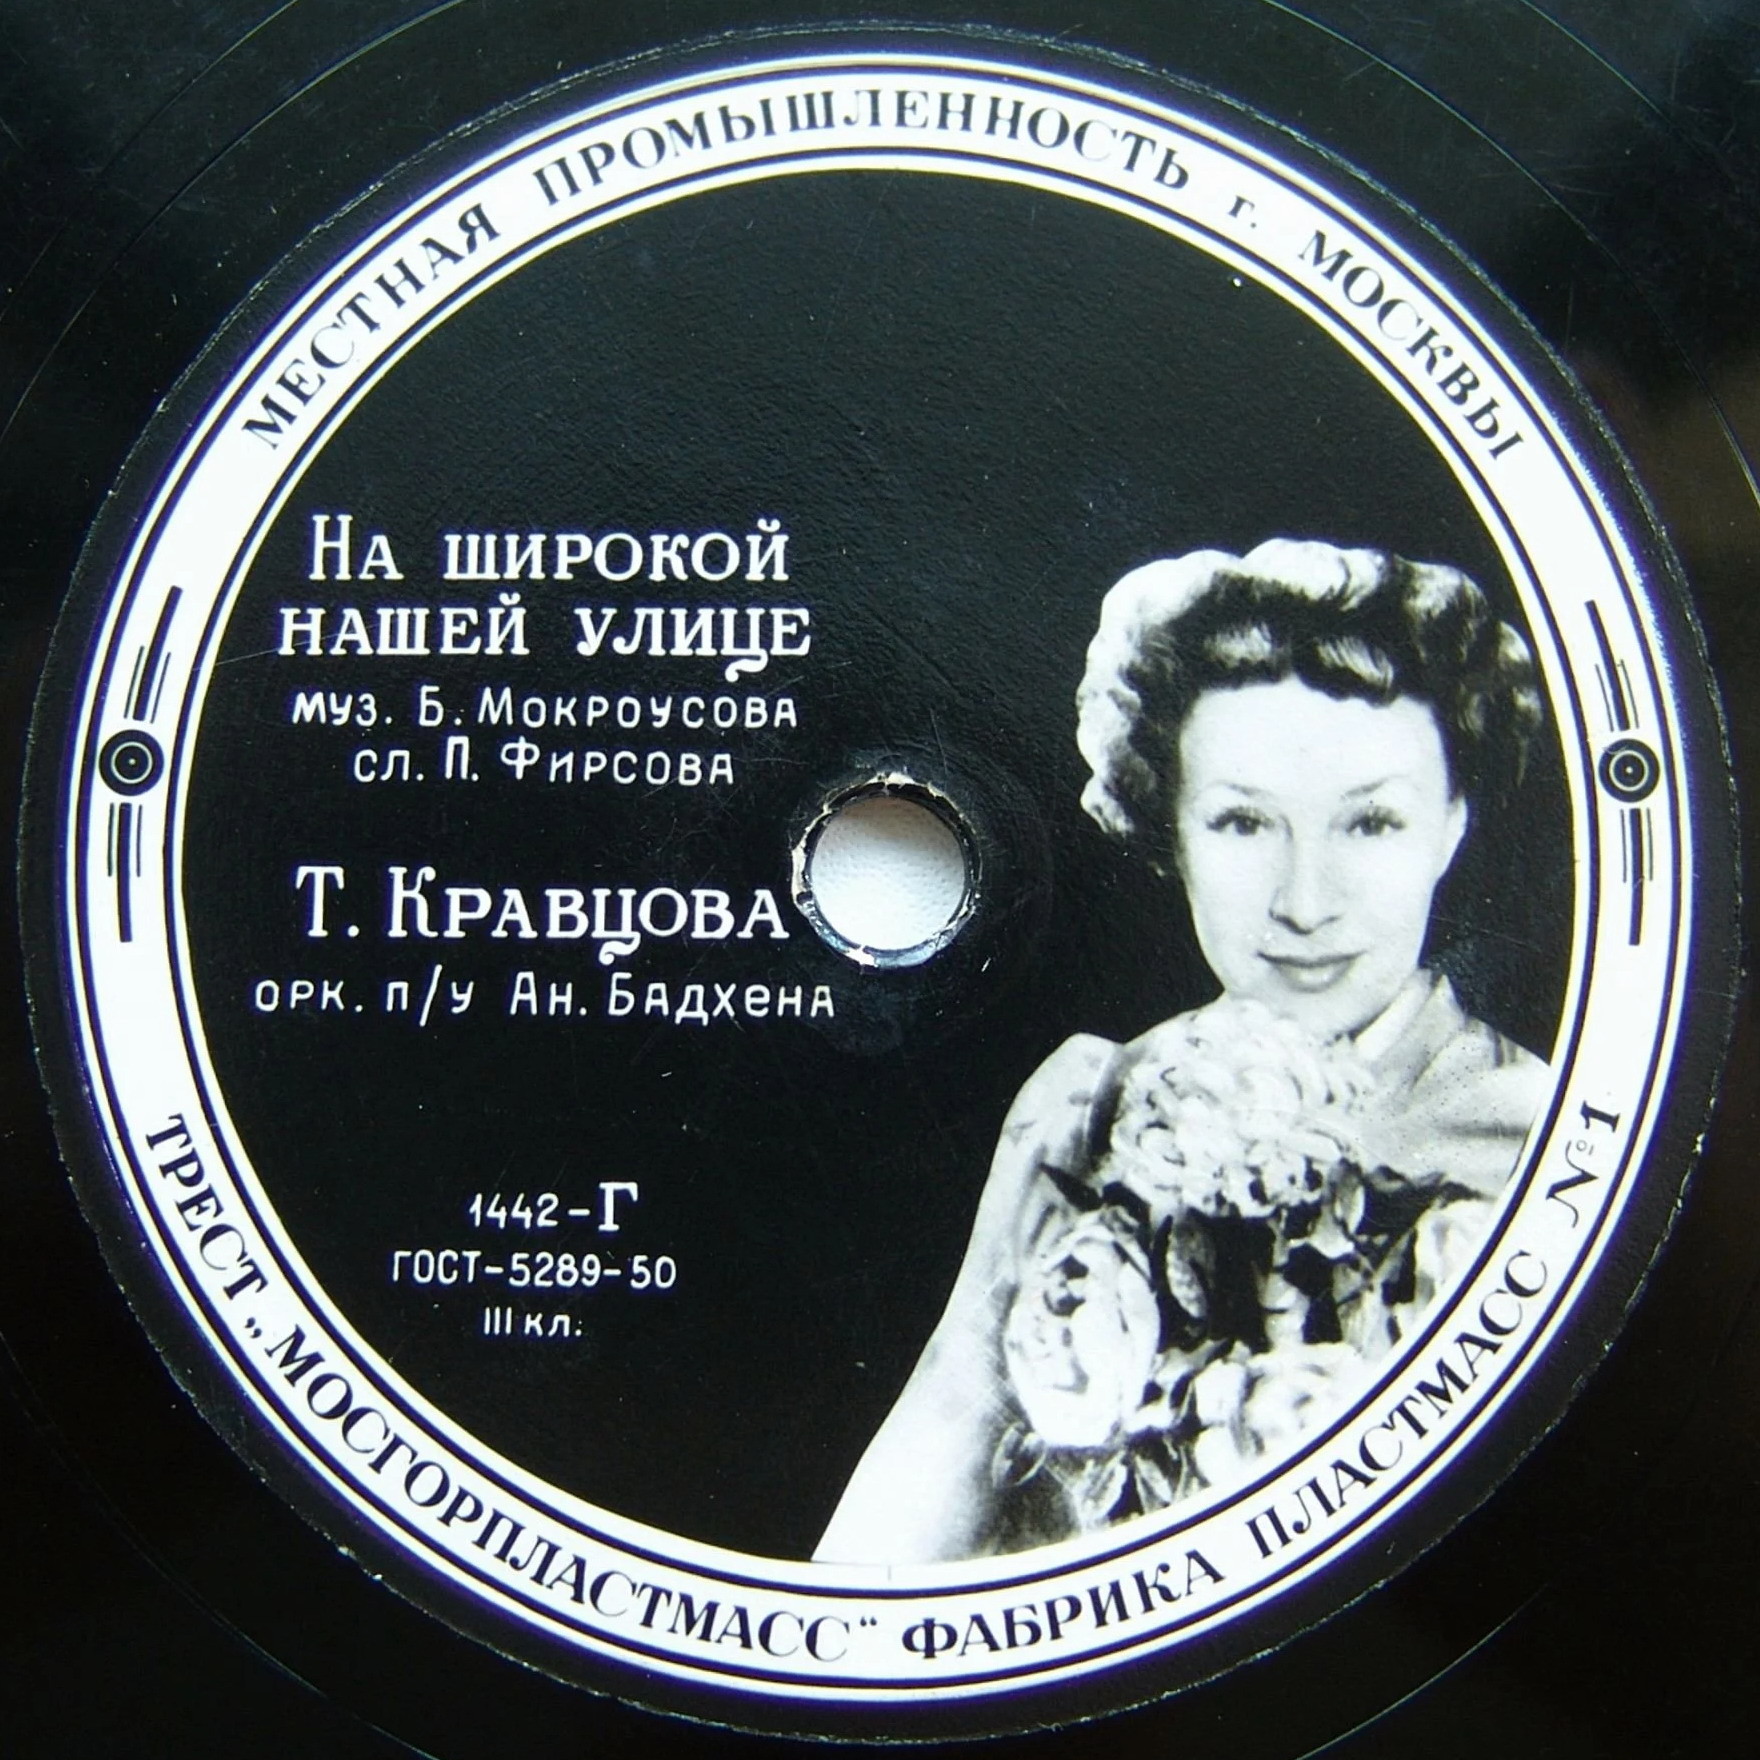 МЕСТНАЯ ПРОМЫШЛЕННОСТЬ г. МОСКВЫ
На широкой
нашей улице
муз. Б. Мокроусова
сл. П. Фирсова
Т. Кравцова
орк. п/у Ан. Бадхена
1442-Г
ГОСТ-5289-50
III кл.
ТРЕСТ „МОСГОРПЛАСТМАСС“ ФАБРИКА ПЛАСТМАСС №1